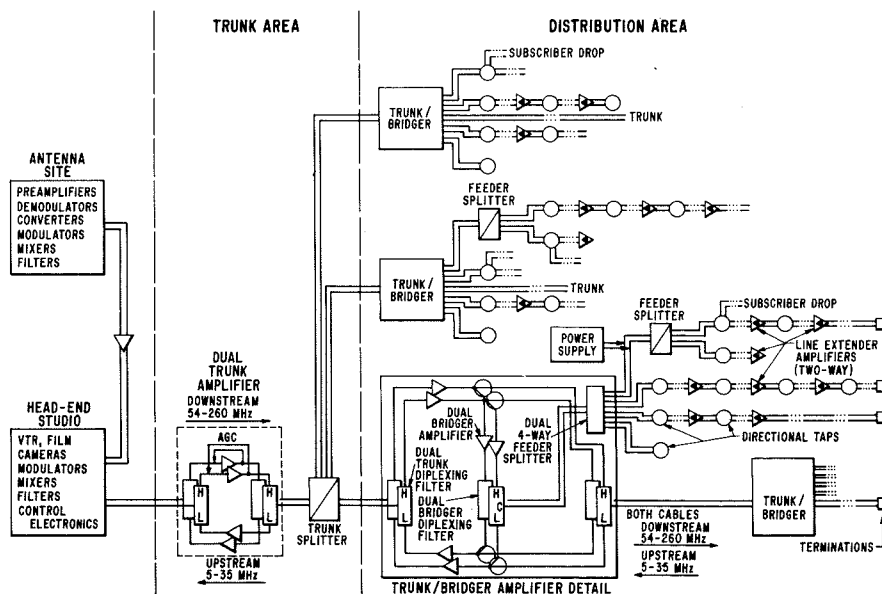 TRUNK AREA
DISTRIBUTION AREA
SUBSCRIBER DROP
TRUNK/
BRIDGER
TRUNK
ANTENNA
SITE
PREAMPLIFIERS
DEMODULATORS
CONVERTERS
MODULATORS
MIXERS
FILTERS
FEEDER
SPLITTER
TRUNK/
BRIDGER
TRUNK
FEEDER
SPLITTER
SUBSCRIBER DROP
POWER
SUPPLY
LINE EXTENDER
AMPLIFIERS
(TWO-WAY)
DUAL
TRUNK
AMPLIFIER
DOWNSTREAM
54-260 MHz
HEAD-END
STUDIO
VTR, FILM
CAMERAS
MODULATORS
MIXERS
FILTERS
CONTROL
ELECTRONICS
AGC
H
L
H
L
UPSTREAM
5-35 MHz
TRUNK
SPLITTER
DUAL
BRIDGER
AMPLIFIER
DUAL
4-WAY
FEEDER
SPLITTER
DIRECTIONAL TAPS
DUAL
TRUNK
DIPLEXING
FILTER
DUAL
BRIDGER
DIPLEXING
FILTER
H
L
H
C
L
H
L
BOTH CABLES
DOWNSTREAM
54-260 MHz
UPSTREAM
5-35 MHz
TRUNK/
BRIDGER
TERMINATIONS
TRUNK/BRIDGER AMPLIFIER DETAIL